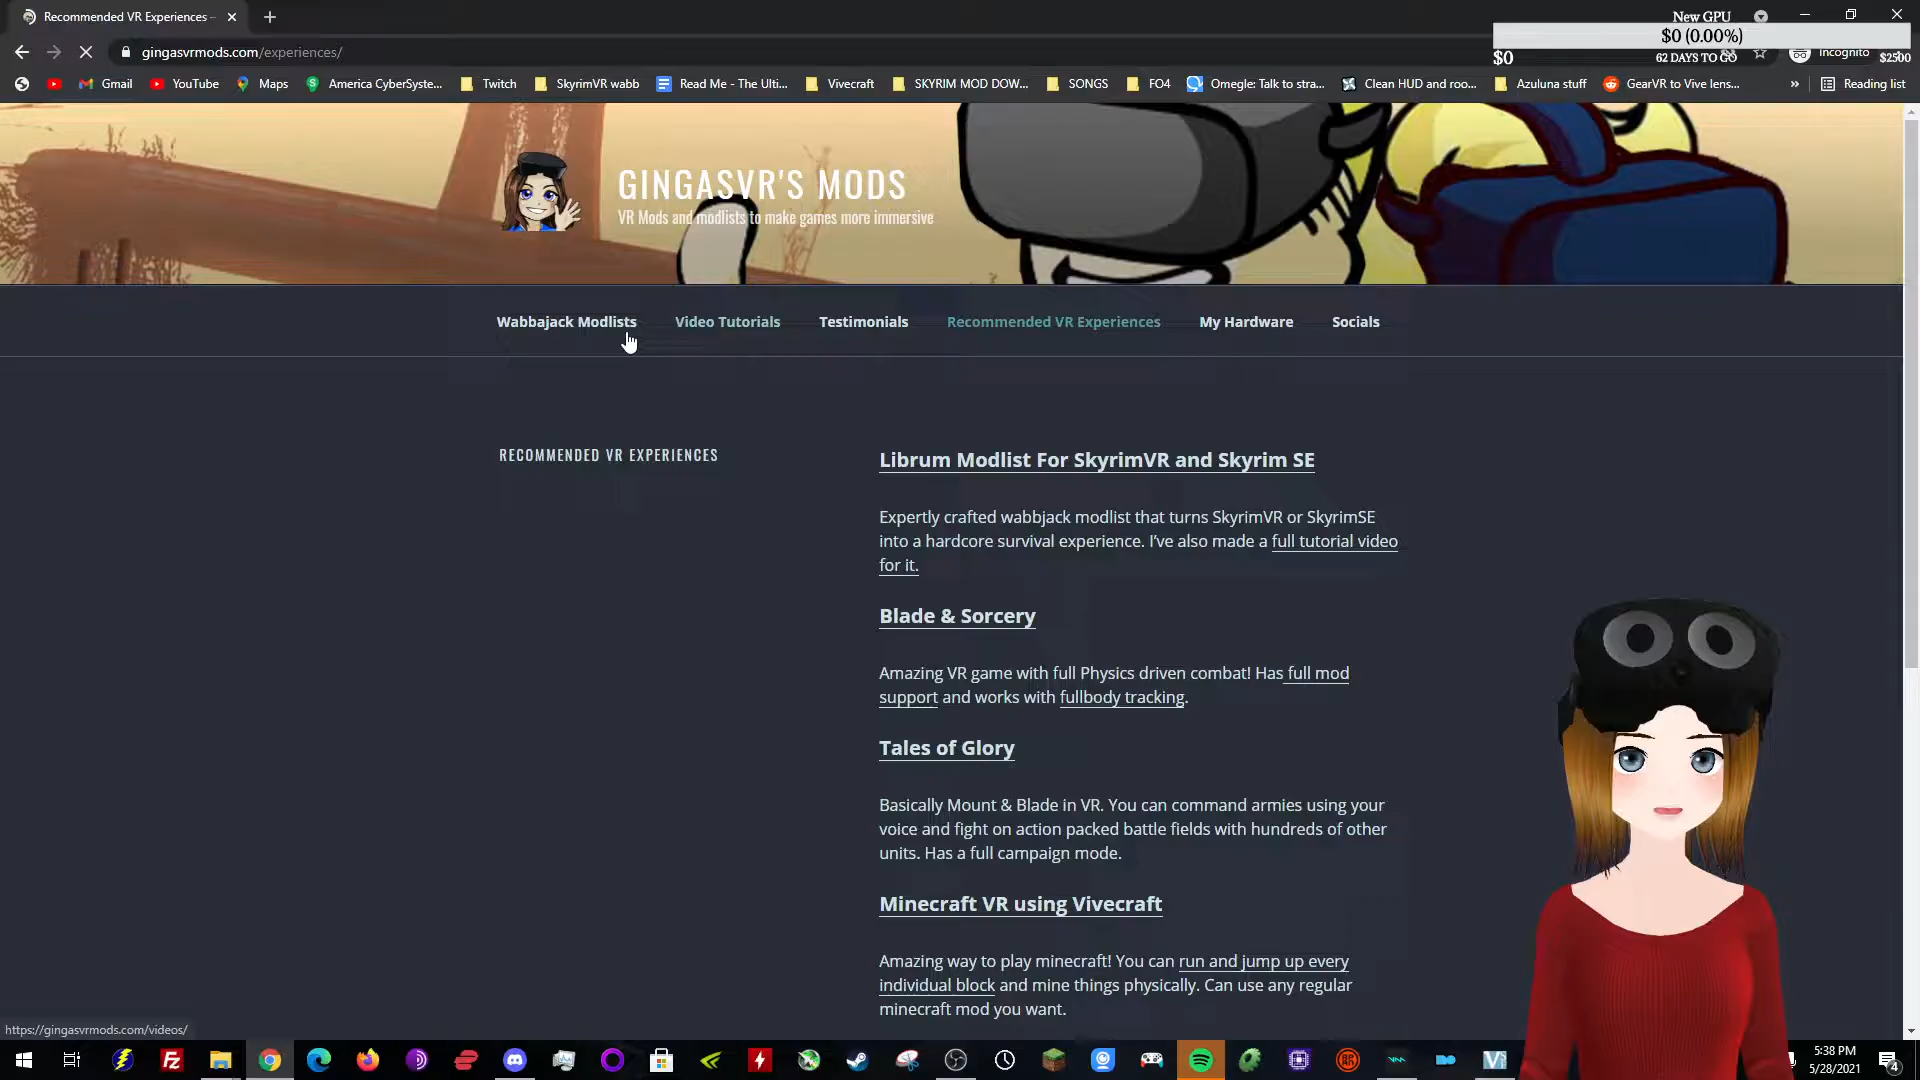 Recommended VR Experiences –
New GPU
$0 (0.00%)
$0
62 DAYS TO GO
$2500
gingasvrmods.com/experiences/
Incognito
Gmail
YouTube
Maps
America CyberSyste...
Twitch
SkyrimVR wabb
Read Me - The Ulti...
Vivecraft
SKYRIM MOD DOW...
SONGS
FO4
Omegle: Talk to stra...
Clean HUD and roo...
Azuluna stuff
GearVR to Vive lens...
»
Reading list
GINGASVR'S MODS
VR Mods and modlists to make games more immersive
Wabbajack Modlists
Video Tutorials
Testimonials
Recommended VR Experiences
My Hardware
Socials
RECOMMENDED VR EXPERIENCES
Librum Modlist For SkyrimVR and Skyrim SE
Expertly crafted wabbjack modlist that turns SkyrimVR or SkyrimSE
into a hardcore survival experience. I've also made a full tutorial video
for it.
Blade & Sorcery
Amazing VR game with full Physics driven combat! Has full mod
support and works with fullbody tracking.
Tales of Glory
Basically Mount & Blade in VR. You can command armies using your
voice and fight on action packed battle fields with hundreds of other
units. Has a full campaign mode.
Minecraft VR using Vivecraft
Amazing way to play minecraft! You can run and jump up every
individual block and mine things physically. Can use any regular
minecraft mod you want.
https://gingasvrmods.com/videos/
5:38 PM
5/28/2021
4